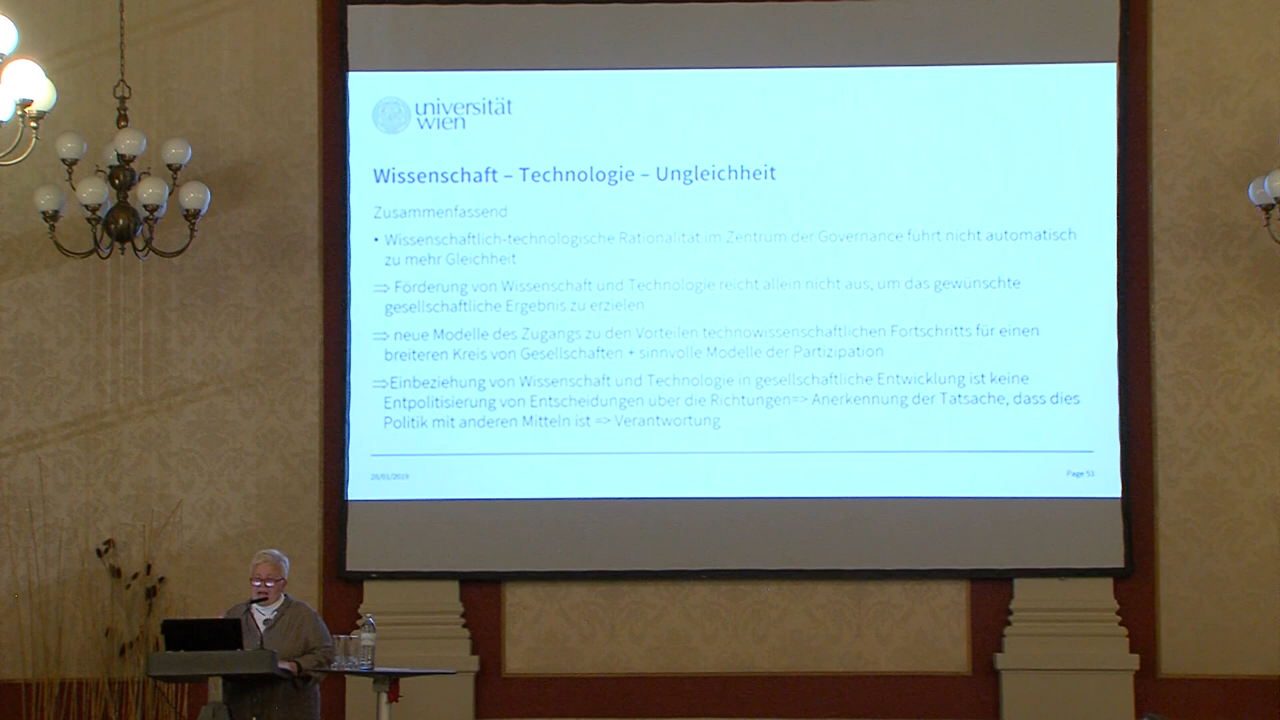 universität
wien
Wissenschaft – Technologie – Ungleichheit
Zusammenfassend
• Wissenschaftlich-technologische Rationalität im Zentrum der Governance führt nicht automatisch
zu mehr Gleichheit
⇒ Förderung von Wissenschaft und Technologie reicht allein nicht aus, um das gewünschte
gesellschaftliche Ergebnis zu erzielen
⇒ neue Modelle des Zugangs zu den Vorteilen technowissenschaftlichen Fortschritts für einen
breiteren Kreis von Gesellschaften + sinnvolle Modelle der Partizipation
⇒Einbeziehung von Wissenschaft und Technologie in gesellschaftliche Entwicklung ist keine
Entpolitisierung von Entscheidungen über die Richtungen=> Anerkennung der Tatsache, dass dies
Politik mit anderen Mitteln ist => Verantwortung
Page 53